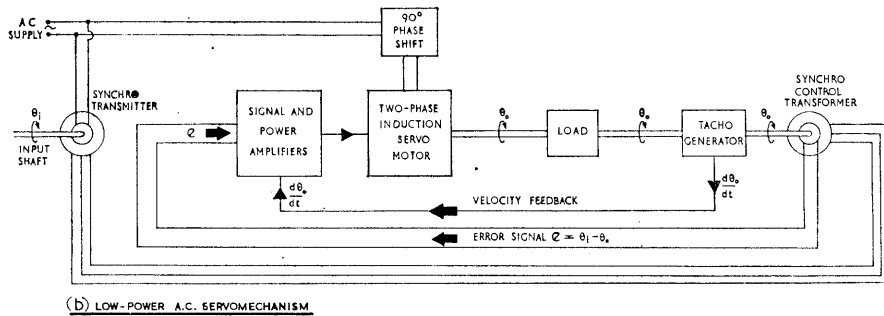 A.C.
SUPPLY
90°
PHASE
SHIFT
SYNCHRO
TRANSMITTER
θi
INPUT
SHAFT
e
SIGNAL AND
POWER
AMPLIFIERS
TWO-PHASE
INDUCTION
SERVO
MOTOR
θo
LOAD
θo
TACHO
GENERATOR
θo
SYNCHRO
CONTROL
TRANSFORMER
dθo
dt
VELOCITY FEEDBACK
dθo
dt
ERROR SIGNAL e = θi-θo
(b) LOW-POWER A.C. SERVOMECHANISM